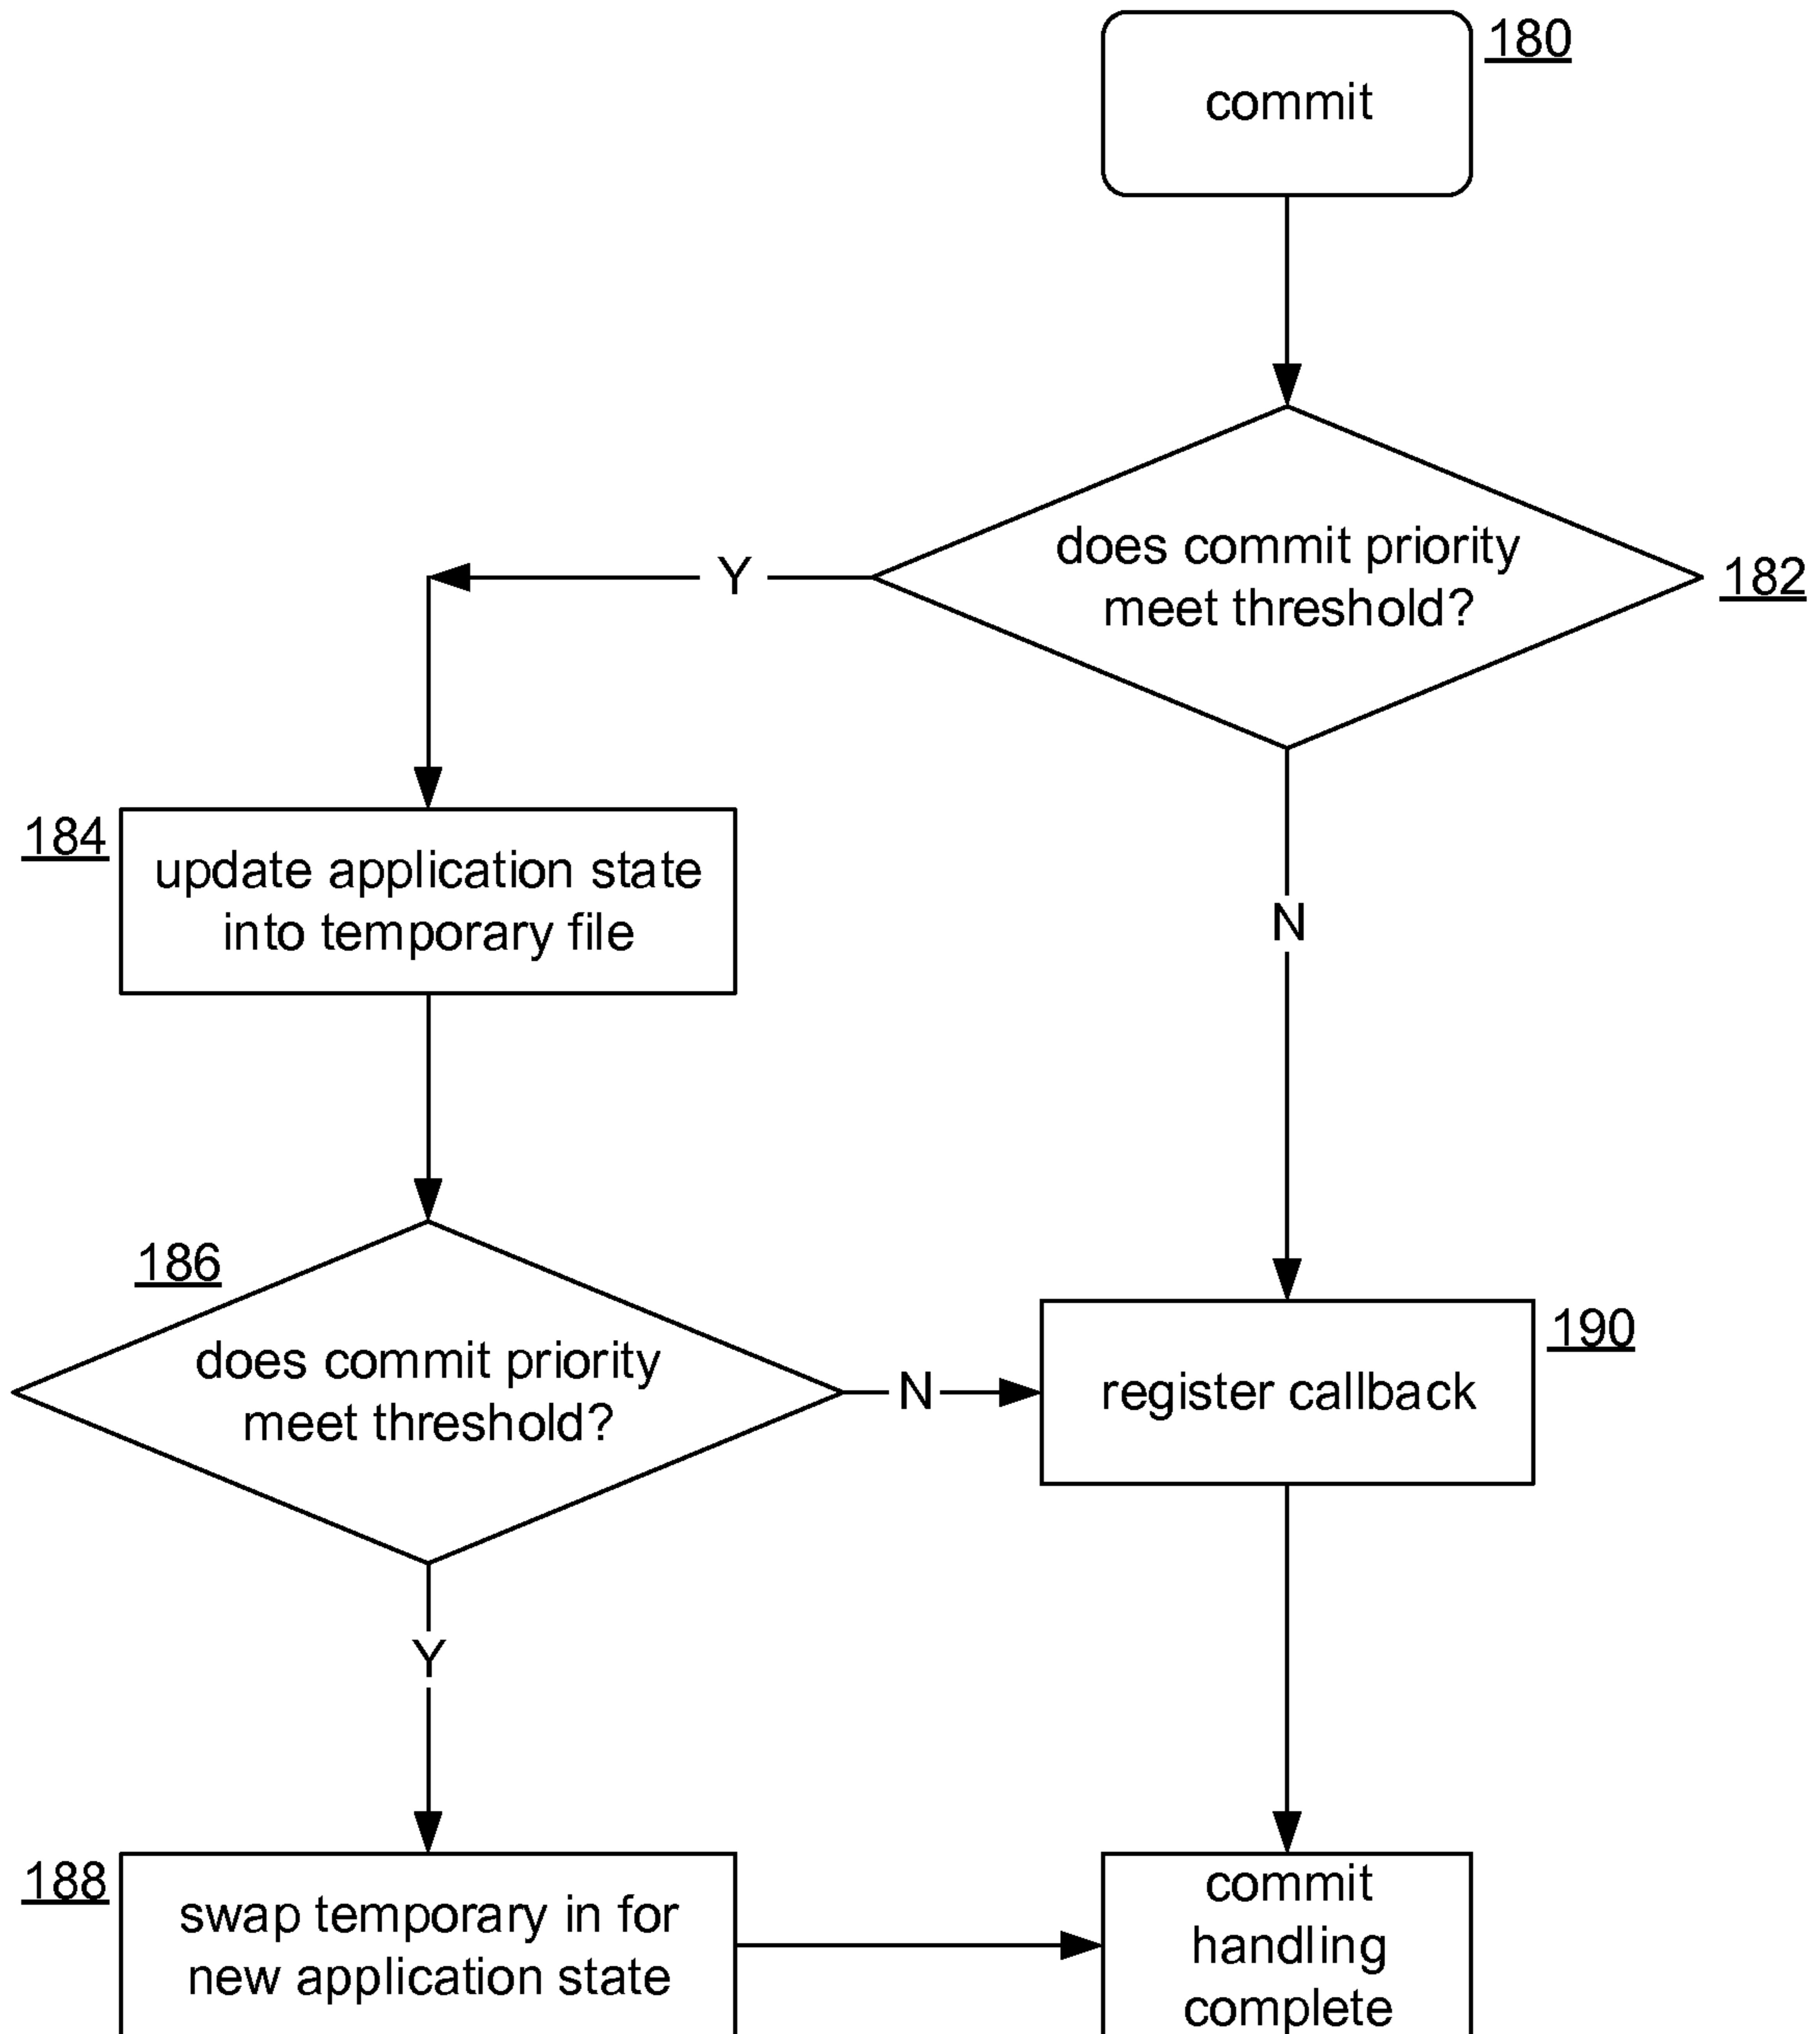 180
commit
does commit priority
meet threshold?
182
Y
184
update application state
into temporary file
N
186
does commit priority
meet threshold?
N
190
register callback
Y
188
swap temporary in for
new application state
commit
handling
complete